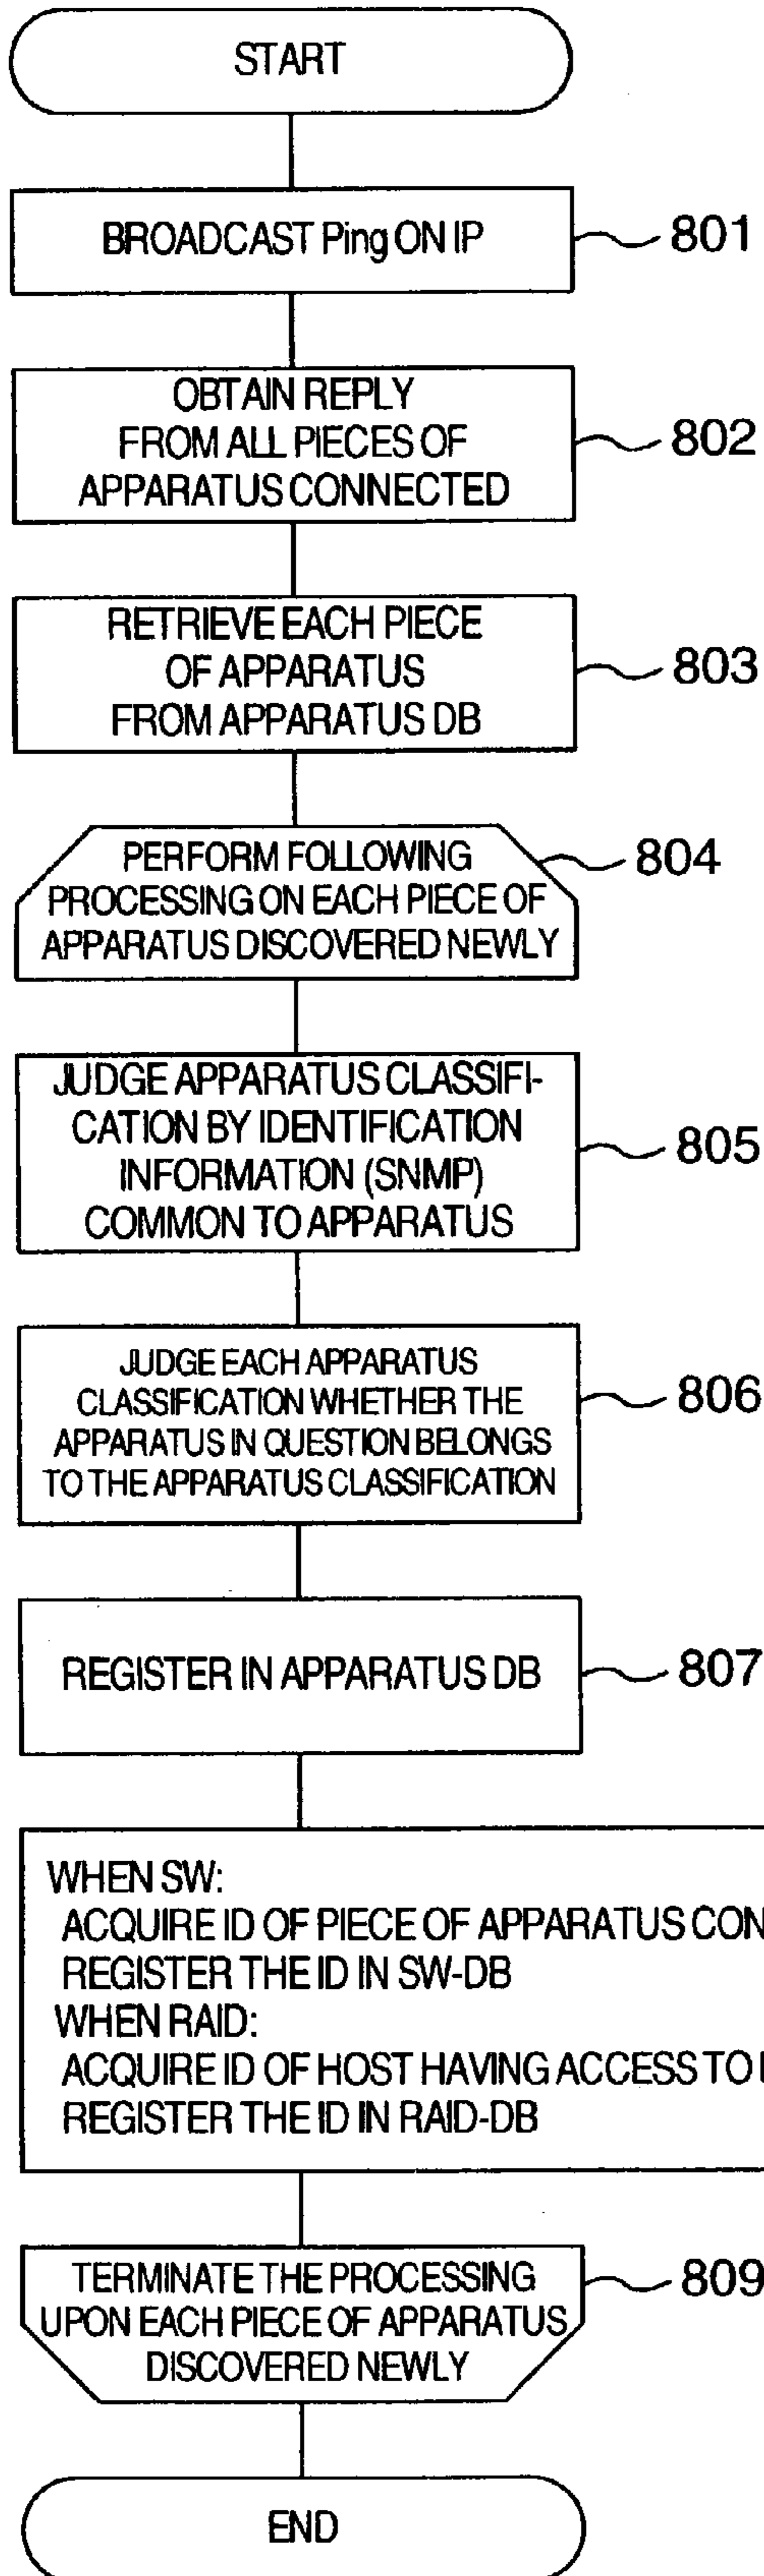 START
BROADCAST Ping ON IP
801
OBTAIN REPLY
FROM ALL PIECES OF
APPARATUS CONNECTED
802
RETRIEVE EACH PIECE
OF APPARATUS
FROM APPARATUS DB
803
PERFORM FOLLOWING
PROCESSING ON EACH PIECE OF
APPARATUS DISCOVERED NEWLY
804
JUDGE APPARATUS CLASSIFI-
CATION BY IDENTIFICATION
INFORMATION (SNMP)
COMMON TO APPARATUS
805
JUDGE EACH APPARATUS
CLASSIFICATION WHETHER THE
APPARATUS IN QUESTION BELONGS
TO THE APPARATUS CLASSIFICATION
806
REGISTER IN APPARATUS DB
807
WHEN SW:
ACQUIRE ID OF PIECE OF APPARATUS
REGISTER THE ID IN SW-DB
WHEN RAID:
ACQUIRE ID OF HOST HAVING ACCESS TO
REGISTER THE ID IN RAID-DB
TERMINATE THE PROCESSING
UPON EACH PIECE OF APPARATUS
DISCOVERED NEWLY
809
END